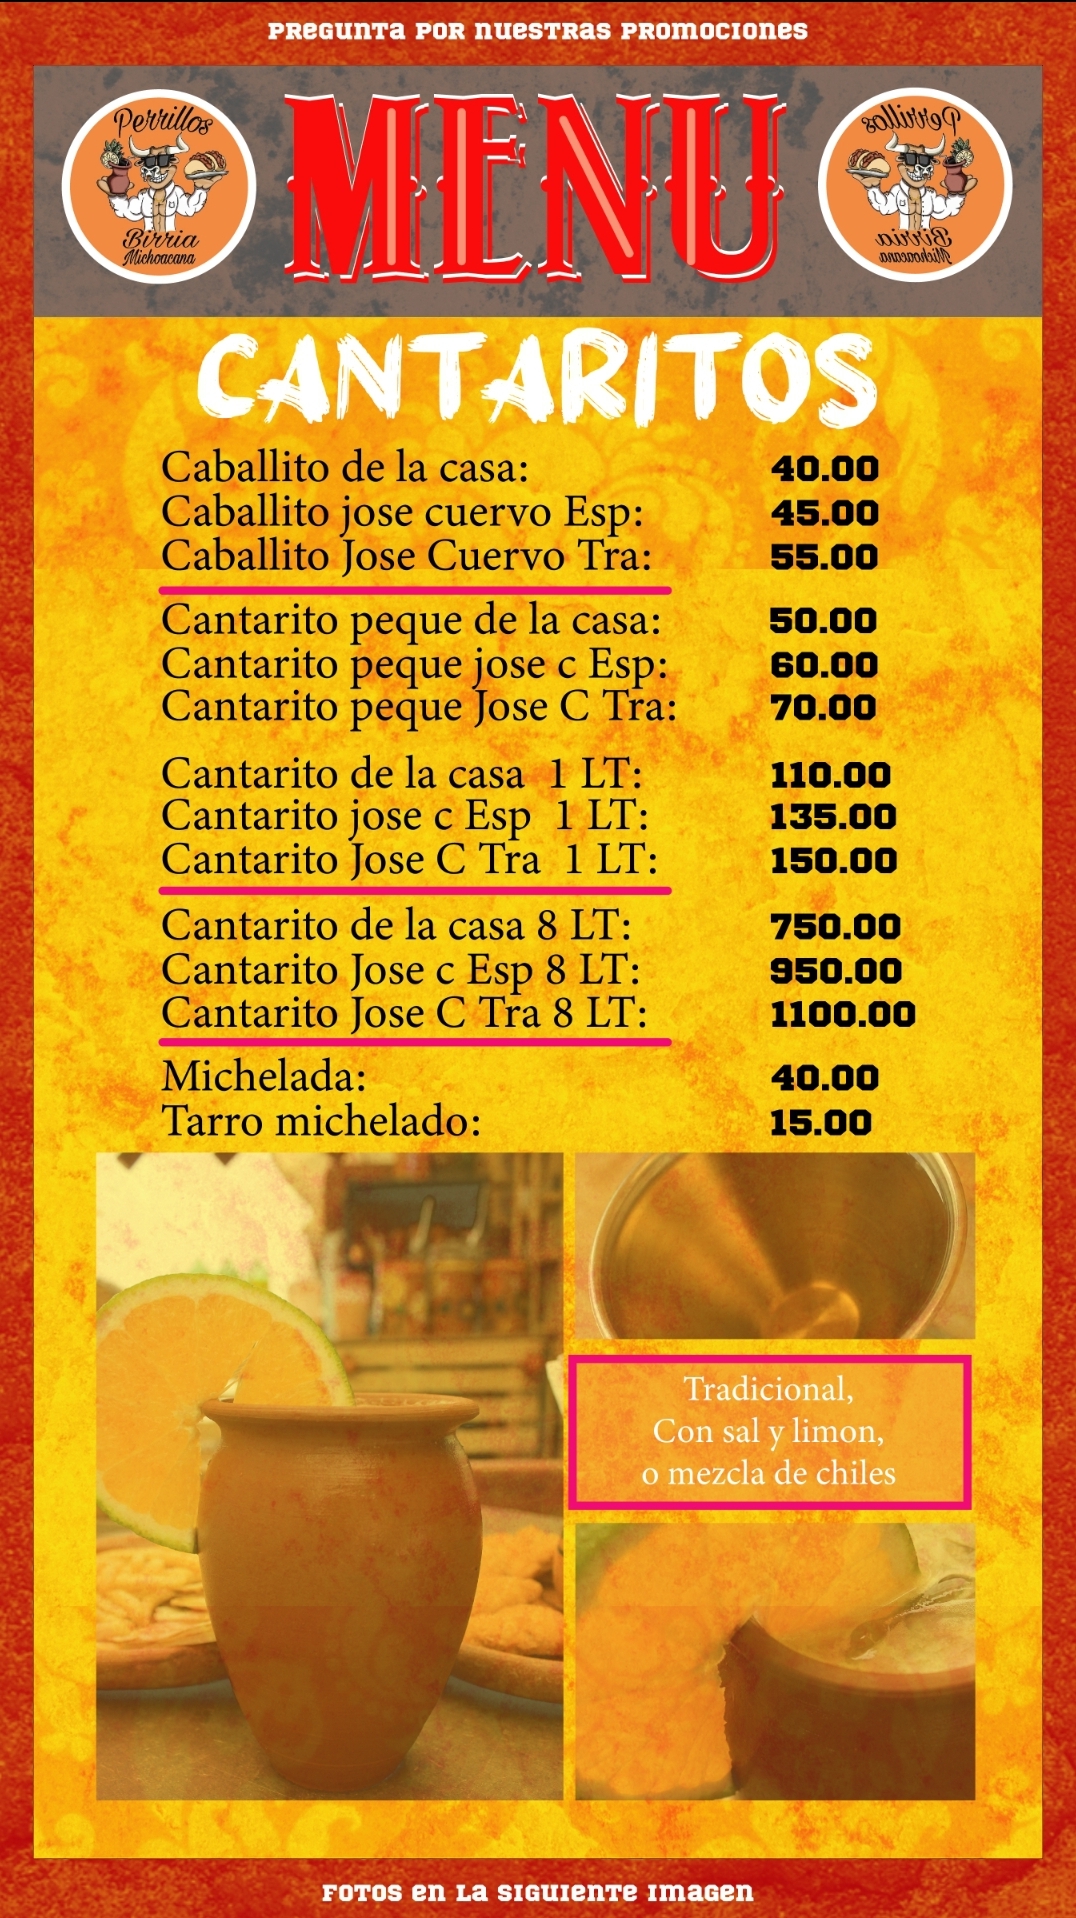 PREGUNTA POR NUESTRAS PROMOCIONES
Perrillos
Birria
Michoacana
MENU
Perrillos
Birria
Michoacana
CANTARITOS
Caballito de la casa: 40.00
Caballito jose cuervo Esp: 45.00
Caballito Jose Cuervo Tra: 55.00
Cantarito peque de la casa: 50.00
Cantarito peque jose c Esp: 60.00
Cantarito peque Jose C Tra: 70.00
Cantarito de la casa 1 LT: 110.00
Cantarito jose c Esp 1 LT: 135.00
Cantarito Jose C Tra 1 LT: 150.00
Cantarito de la casa 8 LT: 750.00
Cantarito Jose c Esp 8 LT: 950.00
Cantarito Jose C Tra 8 LT: 1100.00
Michelada: 40.00
Tarro michelado: 15.00
Tradicional,
Con sal y limon,
o mezcla de chiles
FOTOS EN LA SIGUIENTE IMAGEN